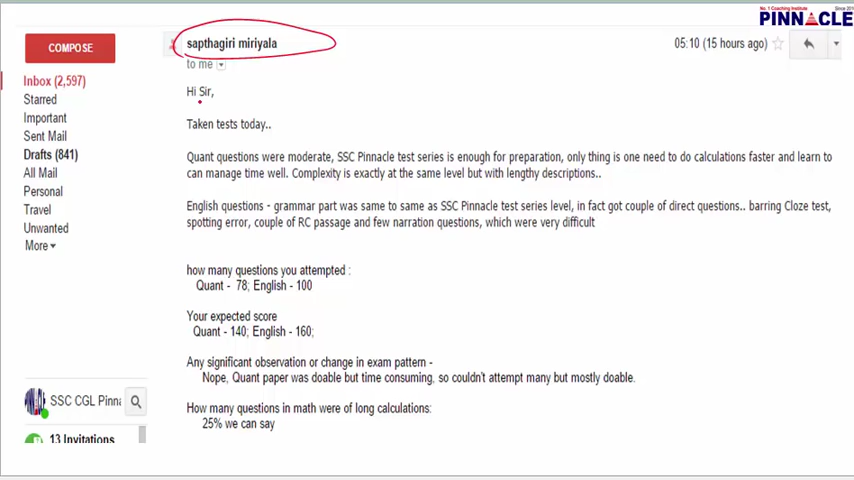 No. 1 Coaching Institute
PINNACLE
COMPOSE
Inbox (2,597)
Starred
Important
Sent Mail
Drafts (841)
All Mail
Personal
Travel
Unwanted
More
SSC CGL Pinna
13 Invitations
sapthagiri miriyala
05:10 (15 hours ago)
to me
Hi Sir,
Taken tests today..
Quant questions were moderate, SSC Pinnacle test series is enough for preparation, only thing is one need to do calculations faster and learn to
can manage time well. Complexity is exactly at the same level but with lengthy descriptions..
English questions - grammar part was same to same as SSC Pinnacle test series level, in fact got couple of direct questions.. barring Cloze test,
spotting error, couple of RC passage and few narration questions, which were very difficult
how many questions you attempted :
Quant - 78; English - 100
Your expected score
Quant - 140; English - 160;
Any significant observation or change in exam pattern -
Nope, Quant paper was doable but time consuming, so couldn't attempt many but mostly doable.
How many questions in math were of long calculations:
25% we can say